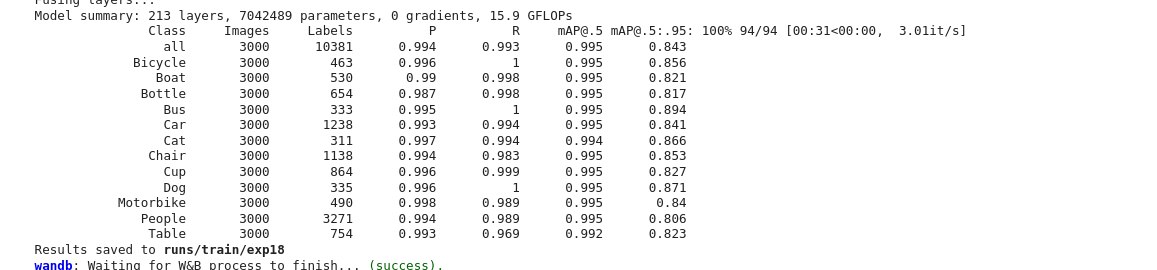 Fusing layers...
Model summary: 213 layers, 7042489 parameters, 0 gradients, 15.9 GFLOPs
Class Images Labels P R mAP@.5 mAP@.5:.95: 100% 94/94 [00:31<00:00, 3.01it/s]
all 3000 10381 0.994 0.993 0.995 0.843
Bicycle 3000 463 0.996 1 0.995 0.856
Boat 3000 530 0.99 0.998 0.995 0.821
Bottle 3000 654 0.987 0.998 0.995 0.817
Bus 3000 333 0.995 1 0.995 0.894
Car 3000 1238 0.993 0.994 0.995 0.841
Cat 3000 311 0.997 0.994 0.994 0.866
Chair 3000 1138 0.994 0.983 0.995 0.853
Cup 3000 864 0.996 0.999 0.995 0.827
Dog 3000 335 0.996 1 0.995 0.871
Motorbike 3000 490 0.998 0.989 0.995 0.84
People 3000 3271 0.994 0.989 0.995 0.806
Table 3000 754 0.993 0.969 0.992 0.823
Results saved to runs/train/exp18
wandb: Waiting for W&B process to finish... (success).